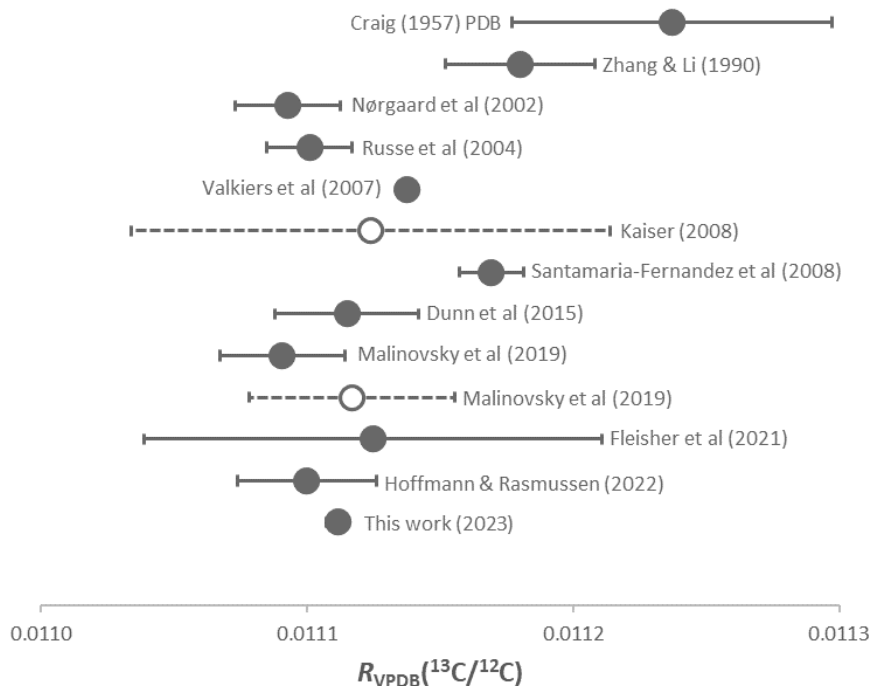 Craig (1957) PDB
Zhang & Li (1990)
Nørgaard et al (2002)
Russe et al (2004)
Valkiers et al (2007)
Kaiser (2008)
Santamaria-Fernandez et al (2008)
Dunn et al (2015)
Malinovsky et al (2019)
Malinovsky et al (2019)
Fleisher et al (2021)
Hoffmann & Rasmussen (2022)
This work (2023)
0.0110 0.0111 0.0112 0.0113
R_VPDB(¹³C/¹²C)